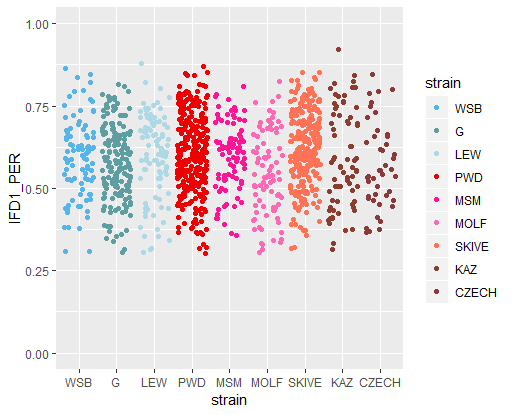 1.00
0.75
0.50
0.25
0.00
IFD1_PER
WSB G LEW PWD MSM MOLF SKIVE KAZ CZECH
strain
strain
WSB
G
LEW
PWD
MSM
MOLF
SKIVE
KAZ
CZECH